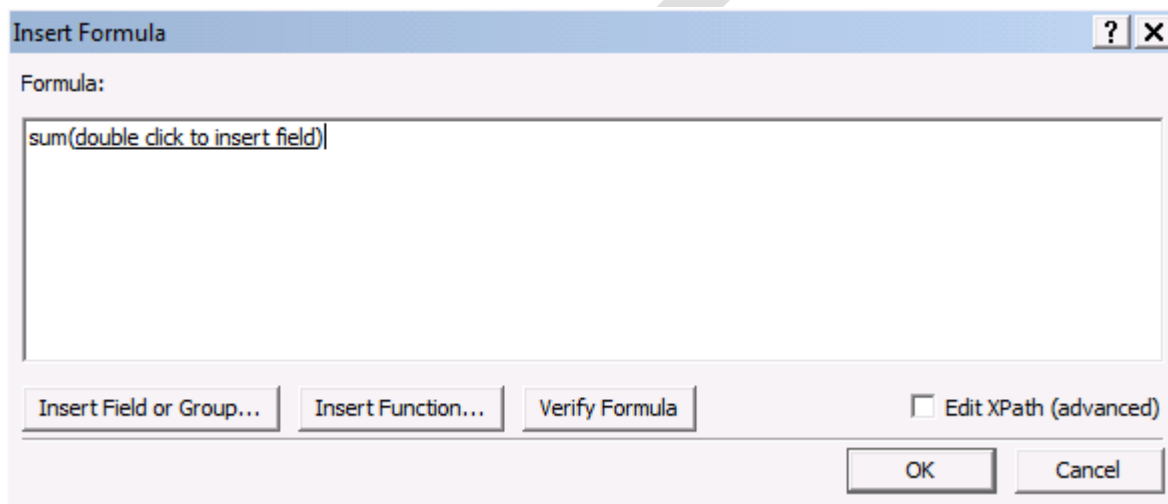 Insert Formula
Formula:
sum(double click to insert field)
Insert Field or Group... Insert Function... Verify Formula Edit XPath (advanced)
OK Cancel